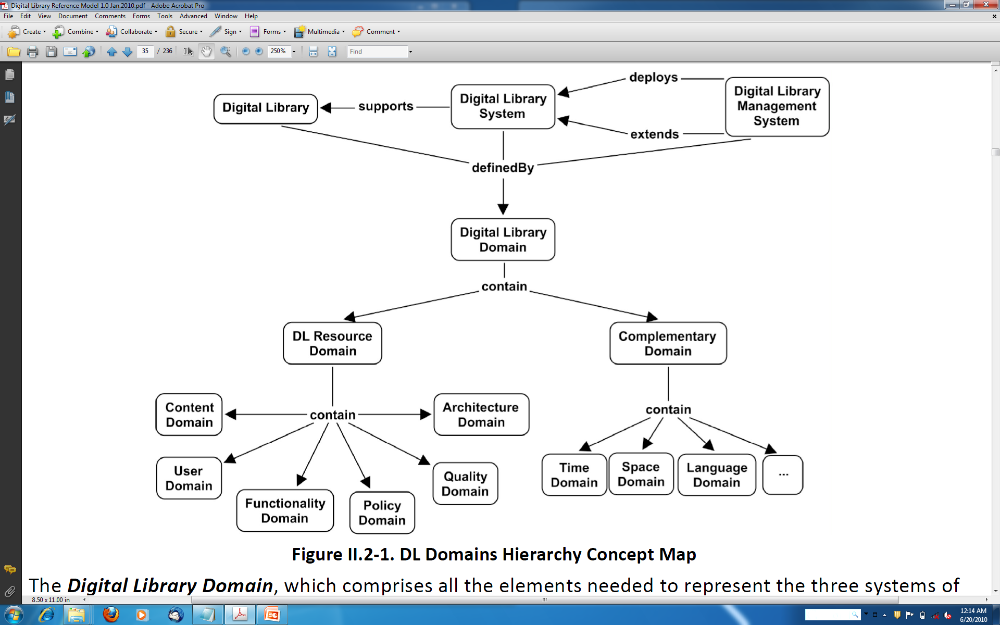 Digital Library Reference Model 1.0 Jan.2010.pdf - Adobe Acrobat Pro
File Edit View Document Comments Forms Tools Advanced Window Help
Create Combine Collaborate Secure Sign Forms Multimedia Comment
35 / 236 250% Find
deploys
Digital Library
Management
System
Digital Library
System
supports
Digital Library
extends
definedBy
Digital Library
Domain
contain
DL Resource
Domain
Complementary
Domain
Content
Domain
contain
Architecture
Domain
contain
User
Domain
Functionality
Domain
Policy
Domain
Quality
Domain
Time
Domain
Space
Domain
Language
Domain
...
Figure II.2-1. DL Domains Hierarchy Concept Map
The Digital Library Domain, which comprises all the elements needed to represent the three systems of
8.50 x 11.00 in
12:14 AM
6/20/2010